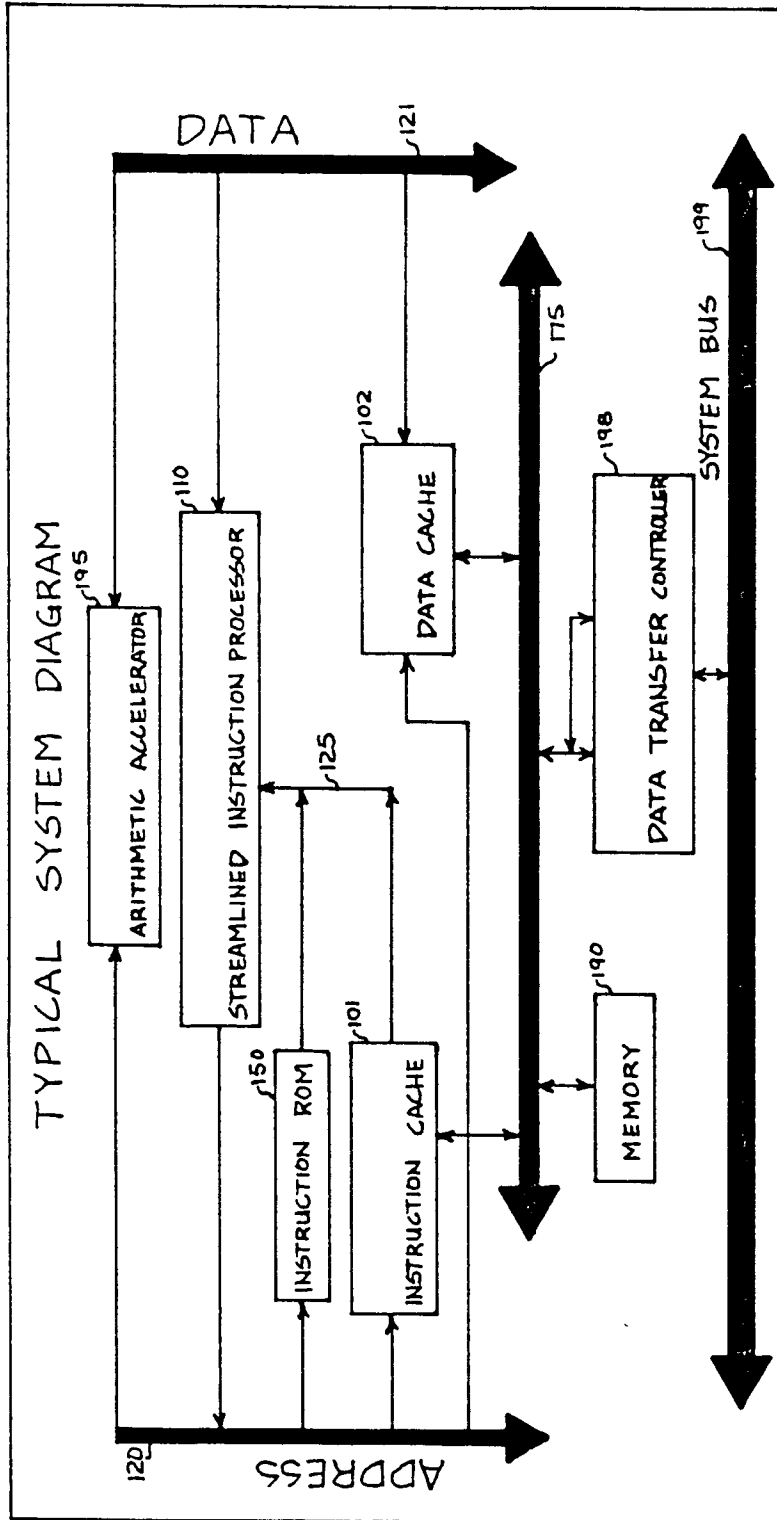 TYPICAL SYSTEM DIAGRAM
195
ARITHMETIC ACCELERATOR
110
STREAMLINED INSTRUCTION PROCESSOR
120
ADDRESS
DATA
121
150
INSTRUCTION ROM
125
101
INSTRUCTION CACHE
102
DATA CACHE
175
190
MEMORY
198
DATA TRANSFER CONTROLLER
SYSTEM BUS
199